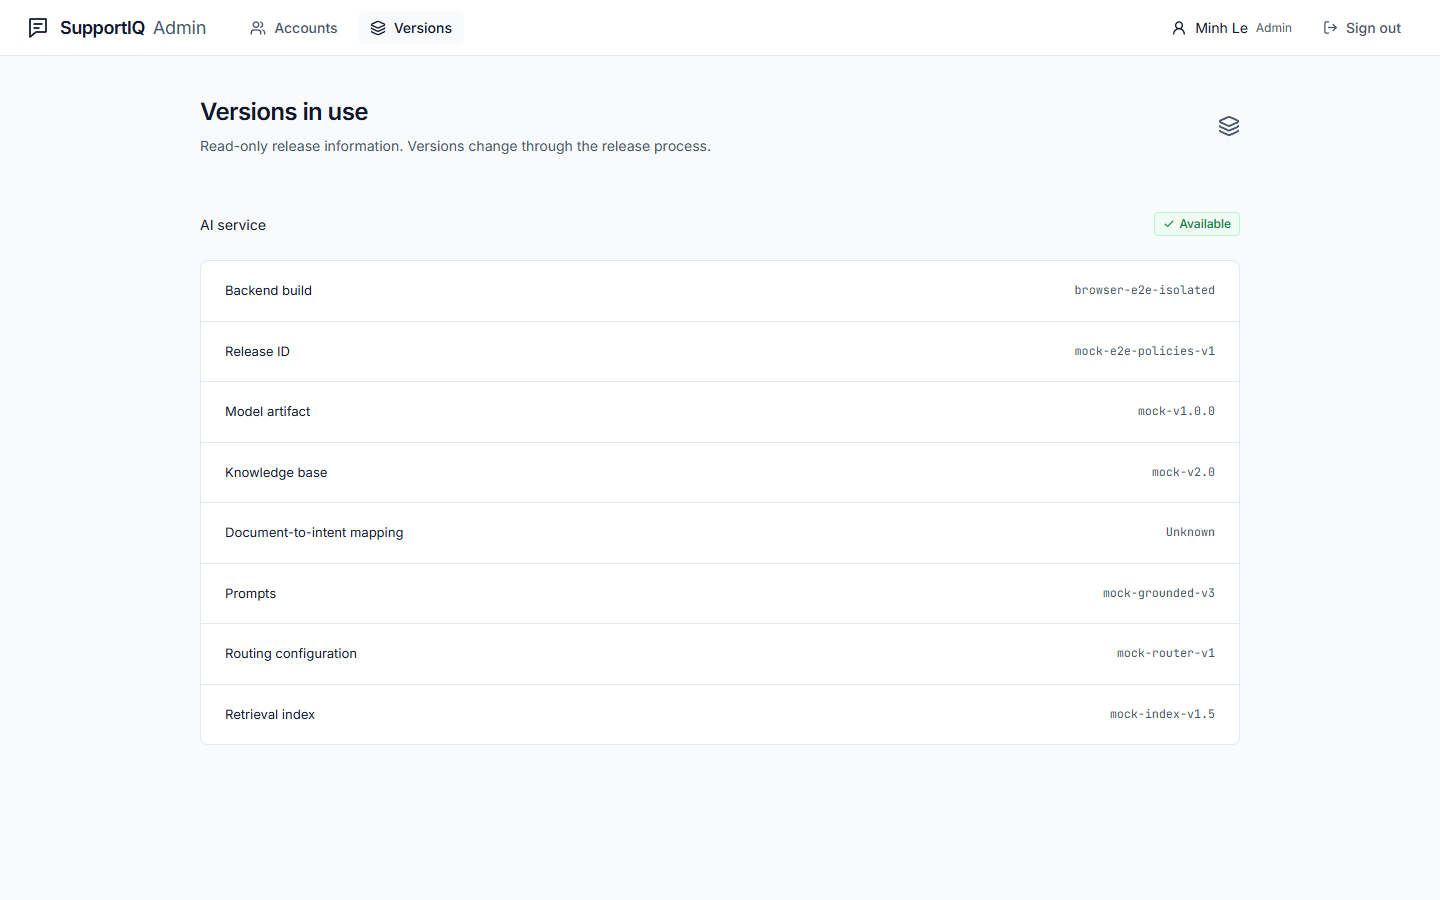 SupportIQ Admin Accounts Versions Minh Le Admin Sign out
Versions in use
Read-only release information. Versions change through the release process.
AI service Available
Backend build browser-e2e-isolated
Release ID mock-e2e-policies-v1
Model artifact mock-v1.0.0
Knowledge base mock-v2.0
Document-to-intent mapping Unknown
Prompts mock-grounded-v3
Routing configuration mock-router-v1
Retrieval index mock-index-v1.5